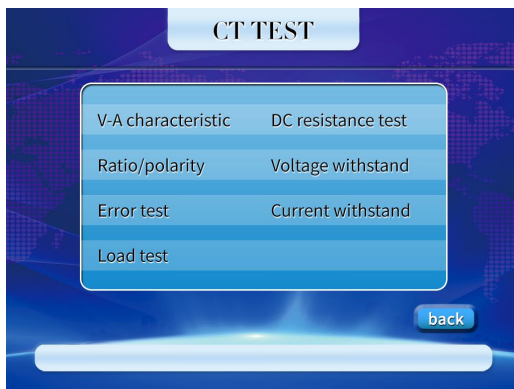 CT TEST
V-A characteristic DC resistance test
Ratio/polarity Voltage withstand
Error test Current withstand
Load test
back